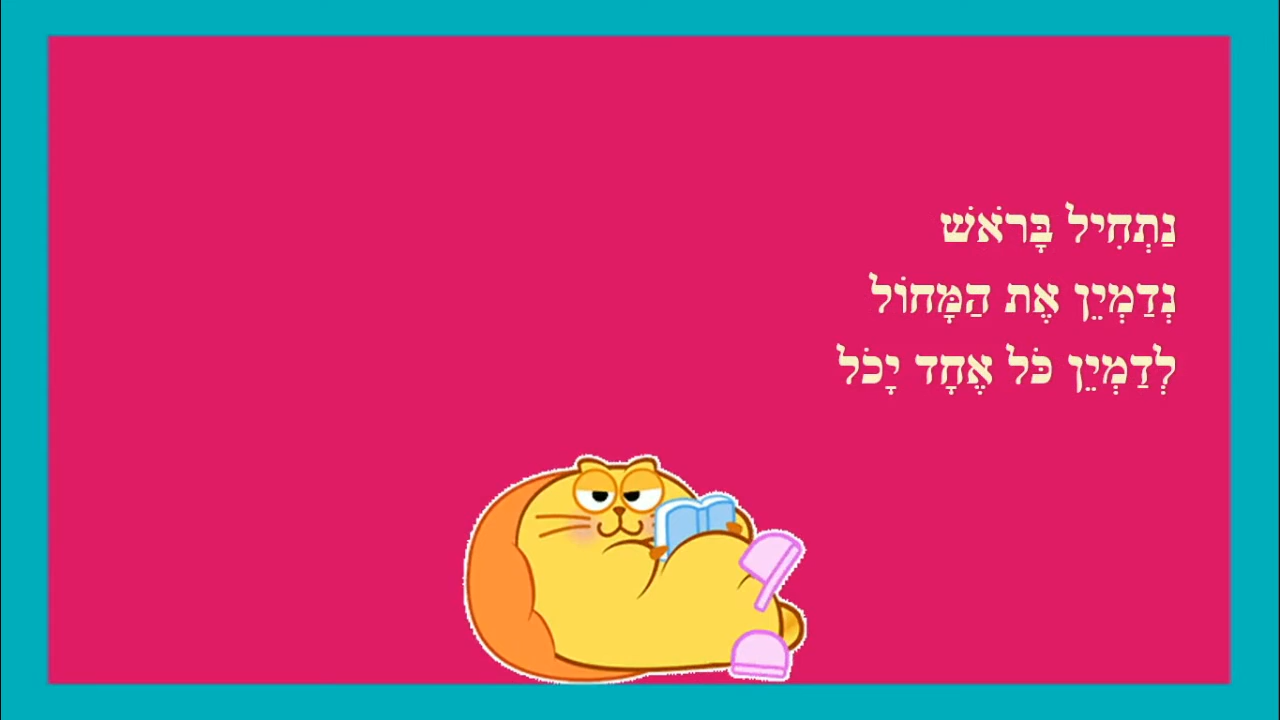 נַתְחִיל בָּרֹאשׁ
נְדַמְיֵן אֶת הַמָּחוֹל
לְדַמְיֵן כֹּל אֶחָד יָכֹל